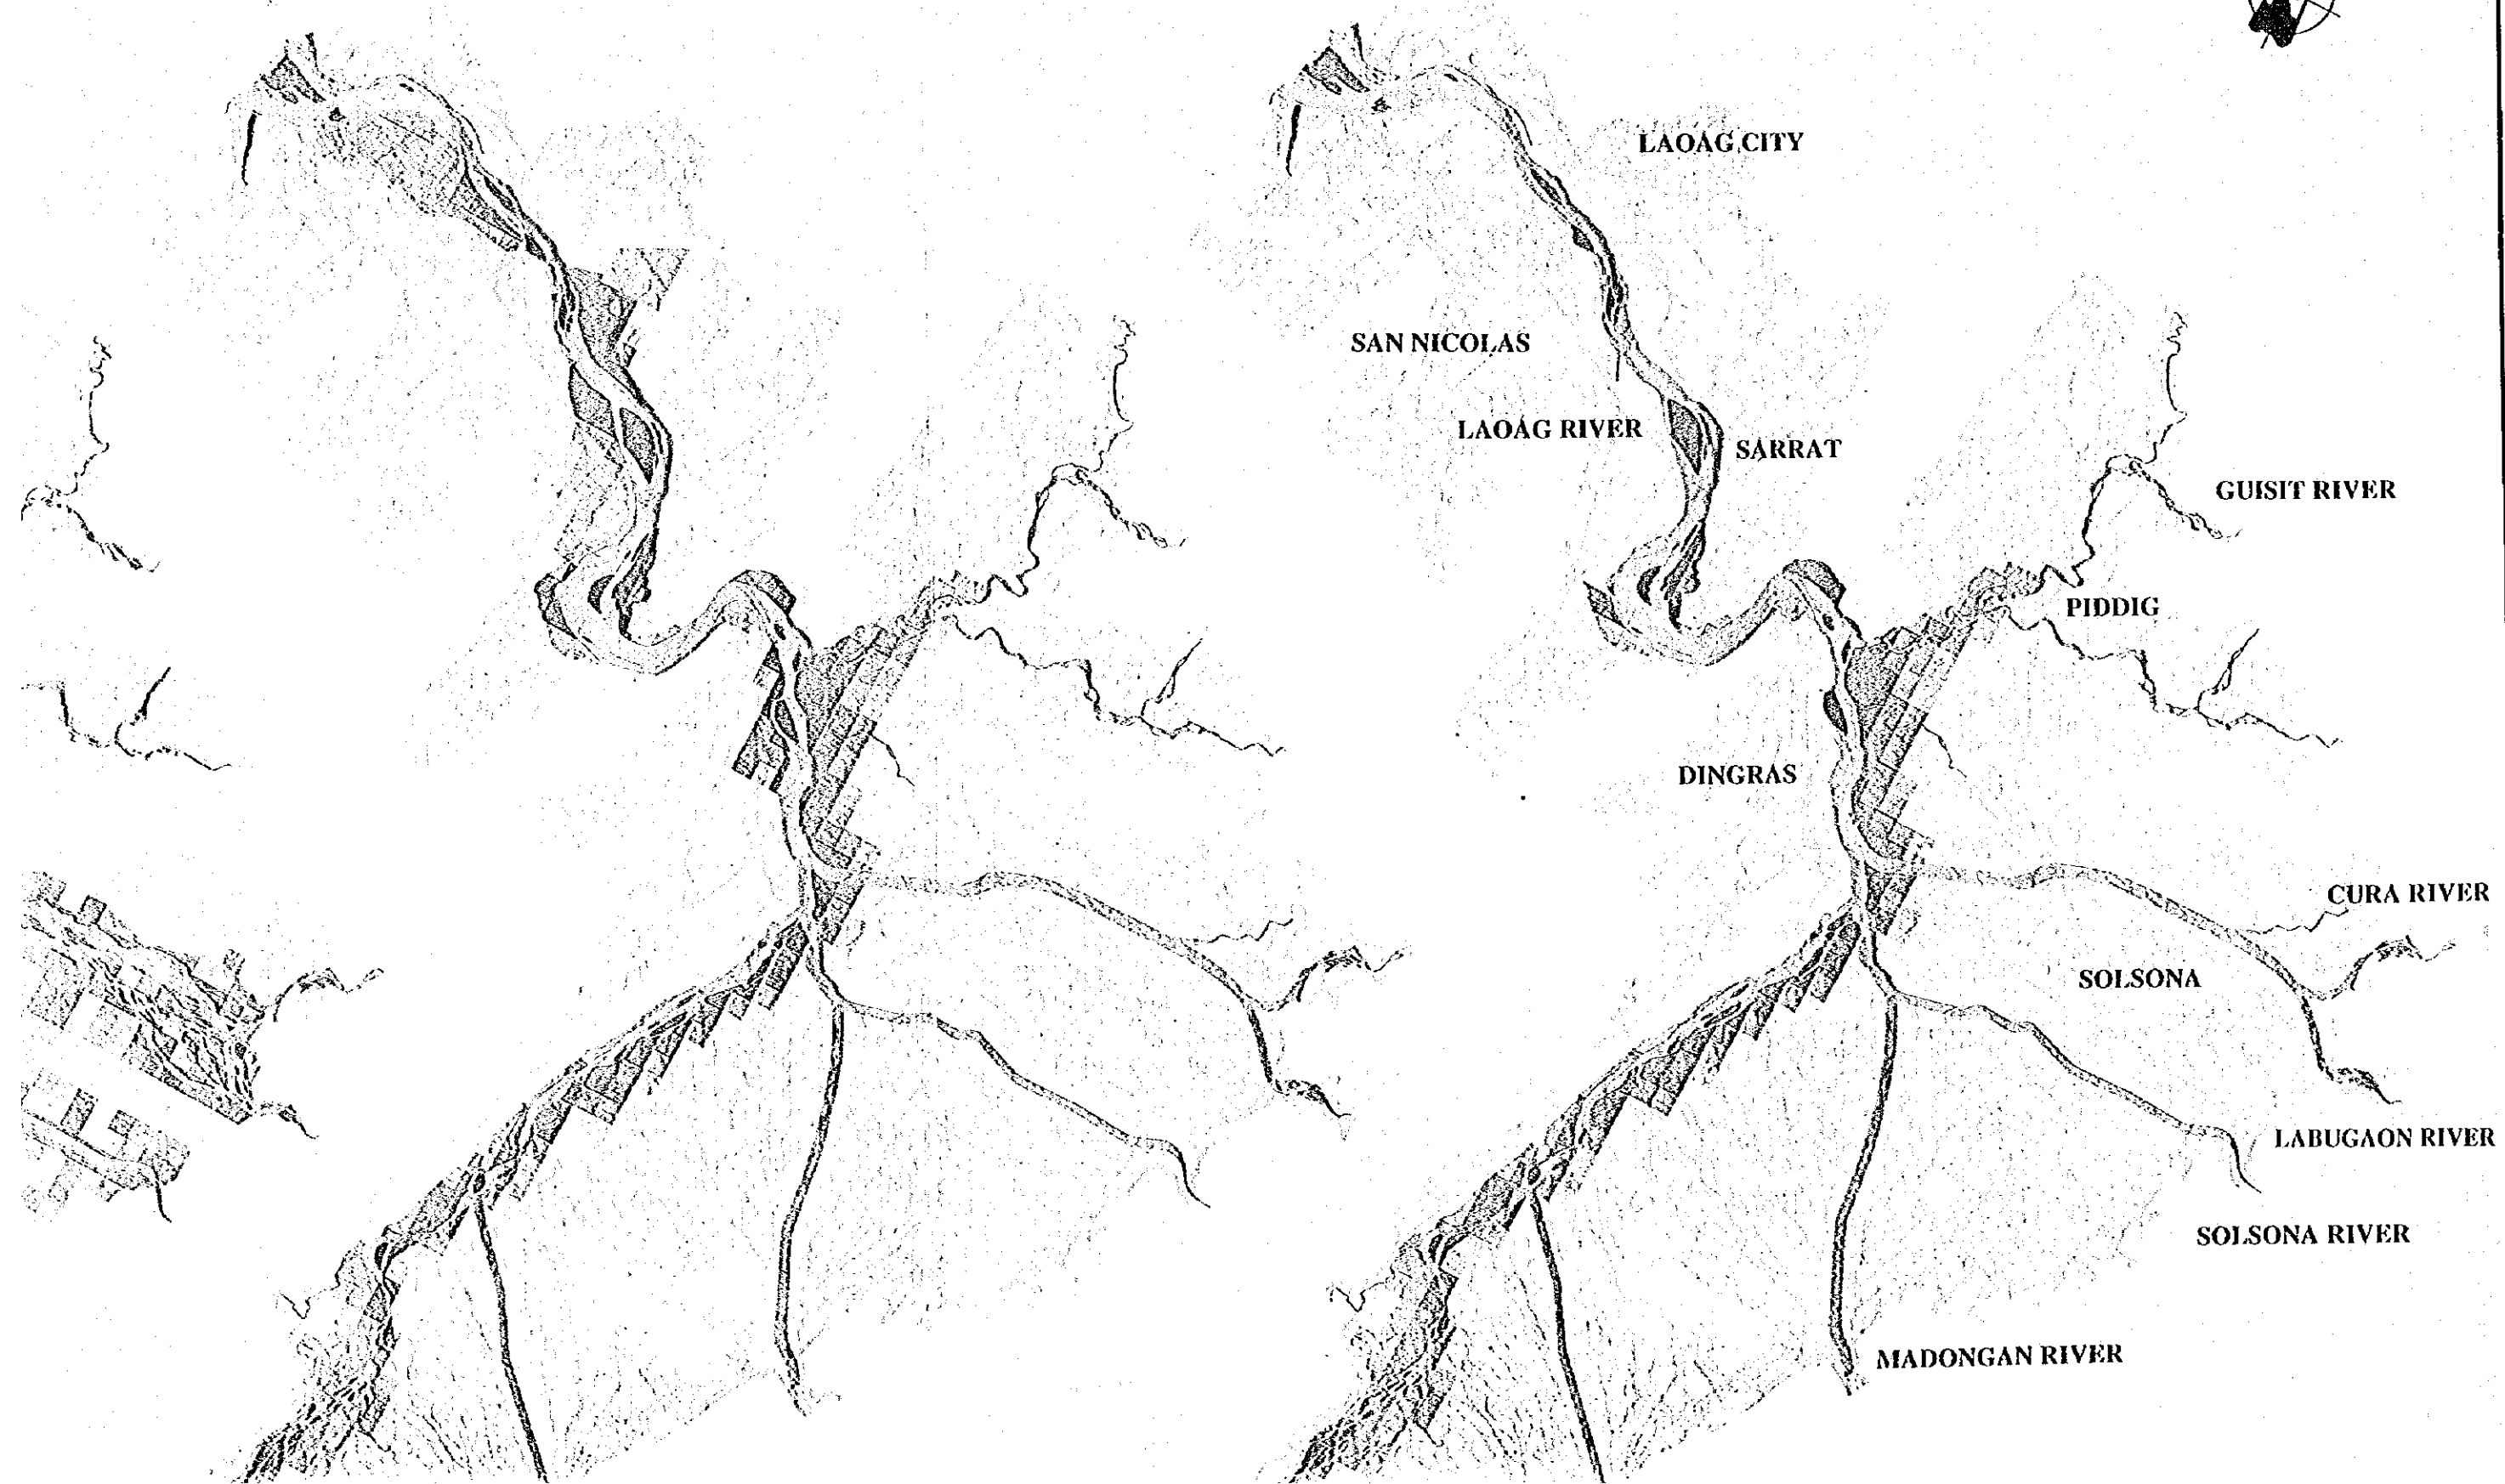 LAOAG CITY
SAN NICOLAS
LAOAG RIVER
SARRAT
GUISIT RIVER
PIDDIG
DINGRAS
CURA RIVER
SOLSONA
LABUGAON RIVER
SOLSONA RIVER
MADONGAN RIVER